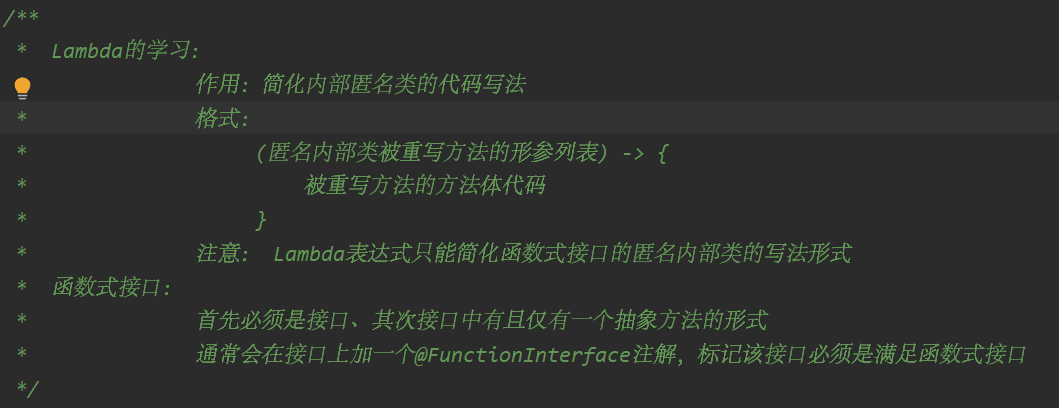 /**
* Lambda的学习:
* 作用: 简化内部匿名类的代码写法
* 格式:
* (匿名内部类被重写方法的形参列表) -> {
* 被重写方法的方法体代码
* }
* 注意: Lambda表达式只能简化函数式接口的匿名内部类的写法形式
* 函数式接口:
* 首先必须是接口、其次接口中有且仅有一个抽象方法的形式
* 通常会在接口上加一个@FunctionInterface注解, 标记该接口必须是满足函数式接口
*/